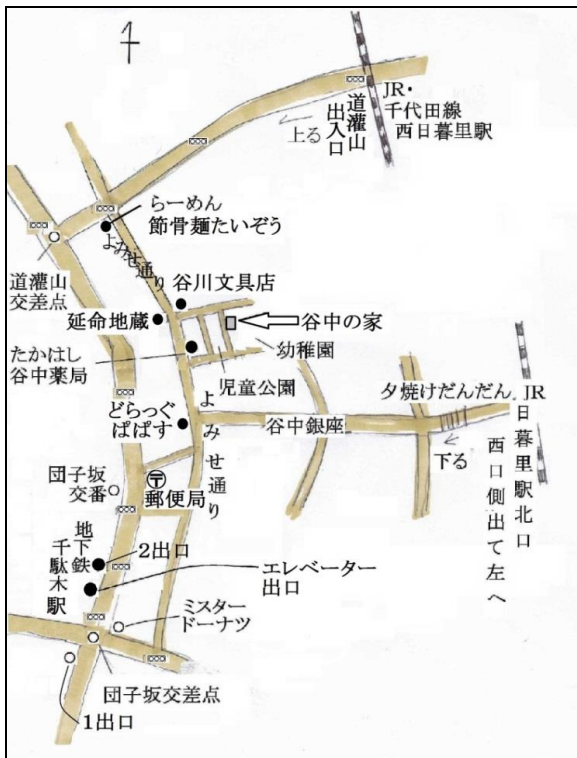 JR・
千代田線
西日暮里駅
道灌山
出入口
上る
らーめん
節骨麺たいぞう
よみせ通り
道灌山
交差点
谷川文具店
延命地蔵
谷中の家
幼稚園
たかはし
谷中薬局
児童公園
夕焼けだんだん
JR
日暮里駅北口
西口側出て左へ
どらっぐ
ぱぱす
よみせ通り
谷中銀座
下る
団子坂
交番
〒
郵便局
地下鉄
千駄木駅
2出口
エレベーター
出口
ミスター
ドーナツ
団子坂交差点
1出口